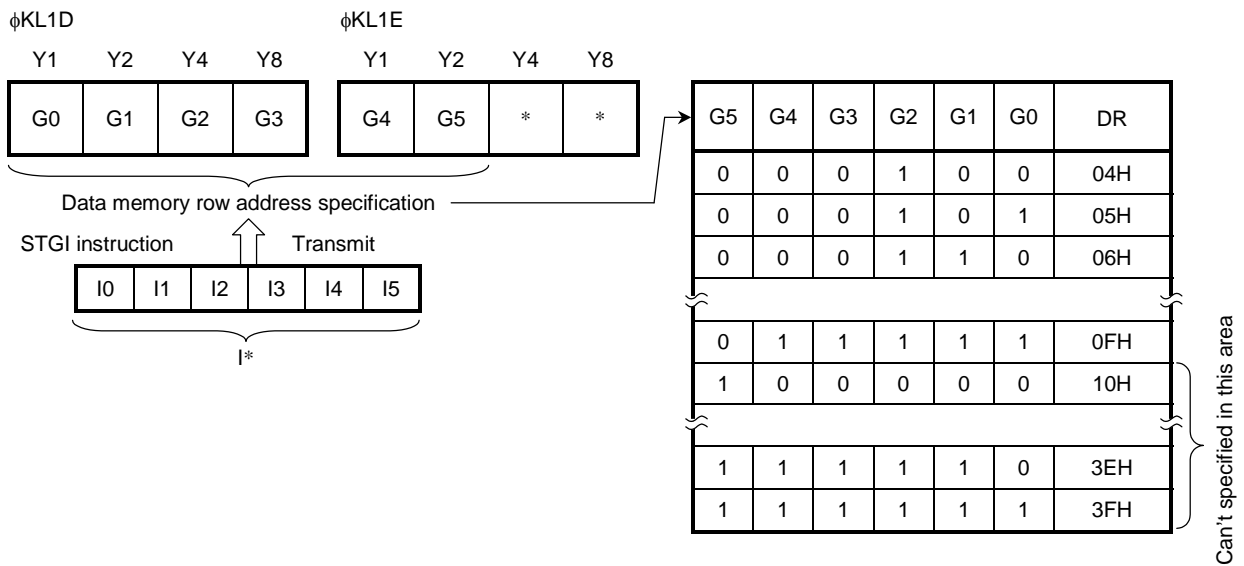 ϕKL1D
Y1 Y2 Y4 Y8
G0 G1 G2 G3
ϕKL1E
Y1 Y2 Y4 Y8
G4 G5 * *
Data memory row address specification
STGI instruction Transmit
I0 I1 I2 I3 I4 I5
I*
G5 G4 G3 G2 G1 G0 DR
0 0 0 1 0 0 04H
0 0 0 1 0 1 05H
0 0 0 1 1 0 06H
0 1 1 1 1 1 0FH
1 0 0 0 0 0 10H
1 1 1 1 1 0 3EH
1 1 1 1 1 1 3FH
Can't specified in this area